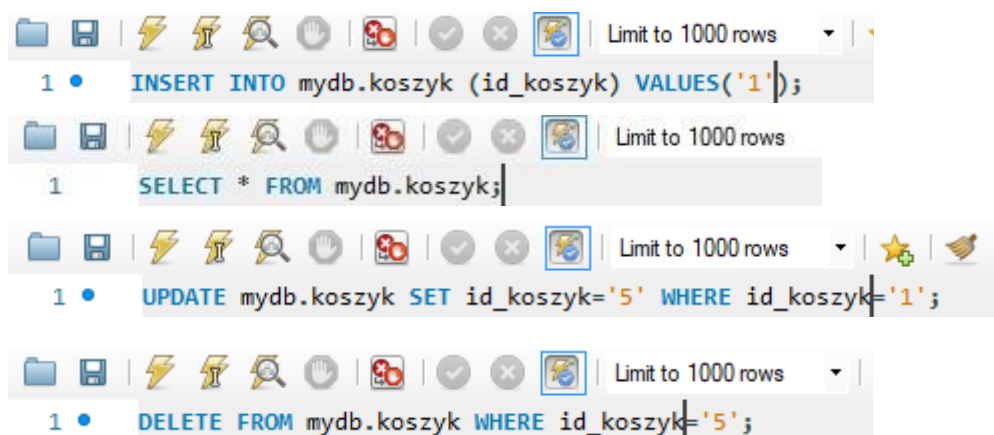 Limit to 1000 rows
1 INSERT INTO mydb.koszyk (id_koszyk) VALUES('1');
Limit to 1000 rows
1 SELECT * FROM mydb.koszyk;
Limit to 1000 rows
1 UPDATE mydb.koszyk SET id_koszyk='5' WHERE id_koszyk='1';
Limit to 1000 rows
1 DELETE FROM mydb.koszyk WHERE id_koszyk='5';